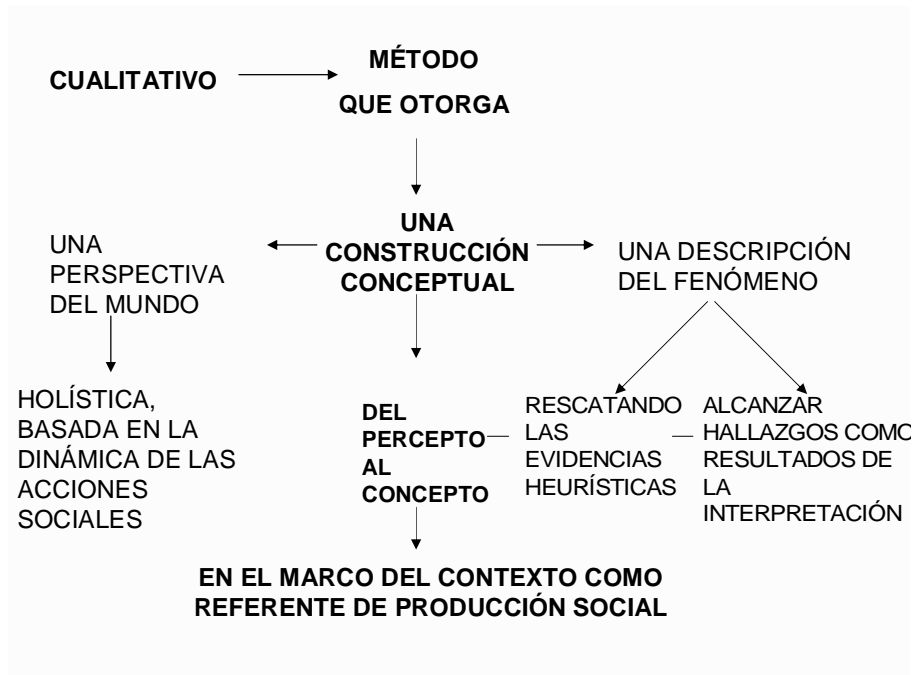 CUALITATIVO
MÉTODO
QUE OTORGA
UNA
CONSTRUCCIÓN
CONCEPTUAL
UNA
PERSPECTIVA
DEL MUNDO
UNA DESCRIPCIÓN
DEL FENÓMENO
HOLÍSTICA,
BASADA EN LA
DINÁMICA DE LAS
ACCIONES
SOCIALES
DEL
PERCEPTO
AL
CONCEPTO
RESCATANDO
LAS
EVIDENCIAS
HEURÍSTICAS
ALCANZAR
HALLAZGOS COMO
RESULTADOS DE
LA
INTERPRETACIÓN
EN EL MARCO DEL CONTEXTO COMO
REFERENTE DE PRODUCCIÓN SOCIAL